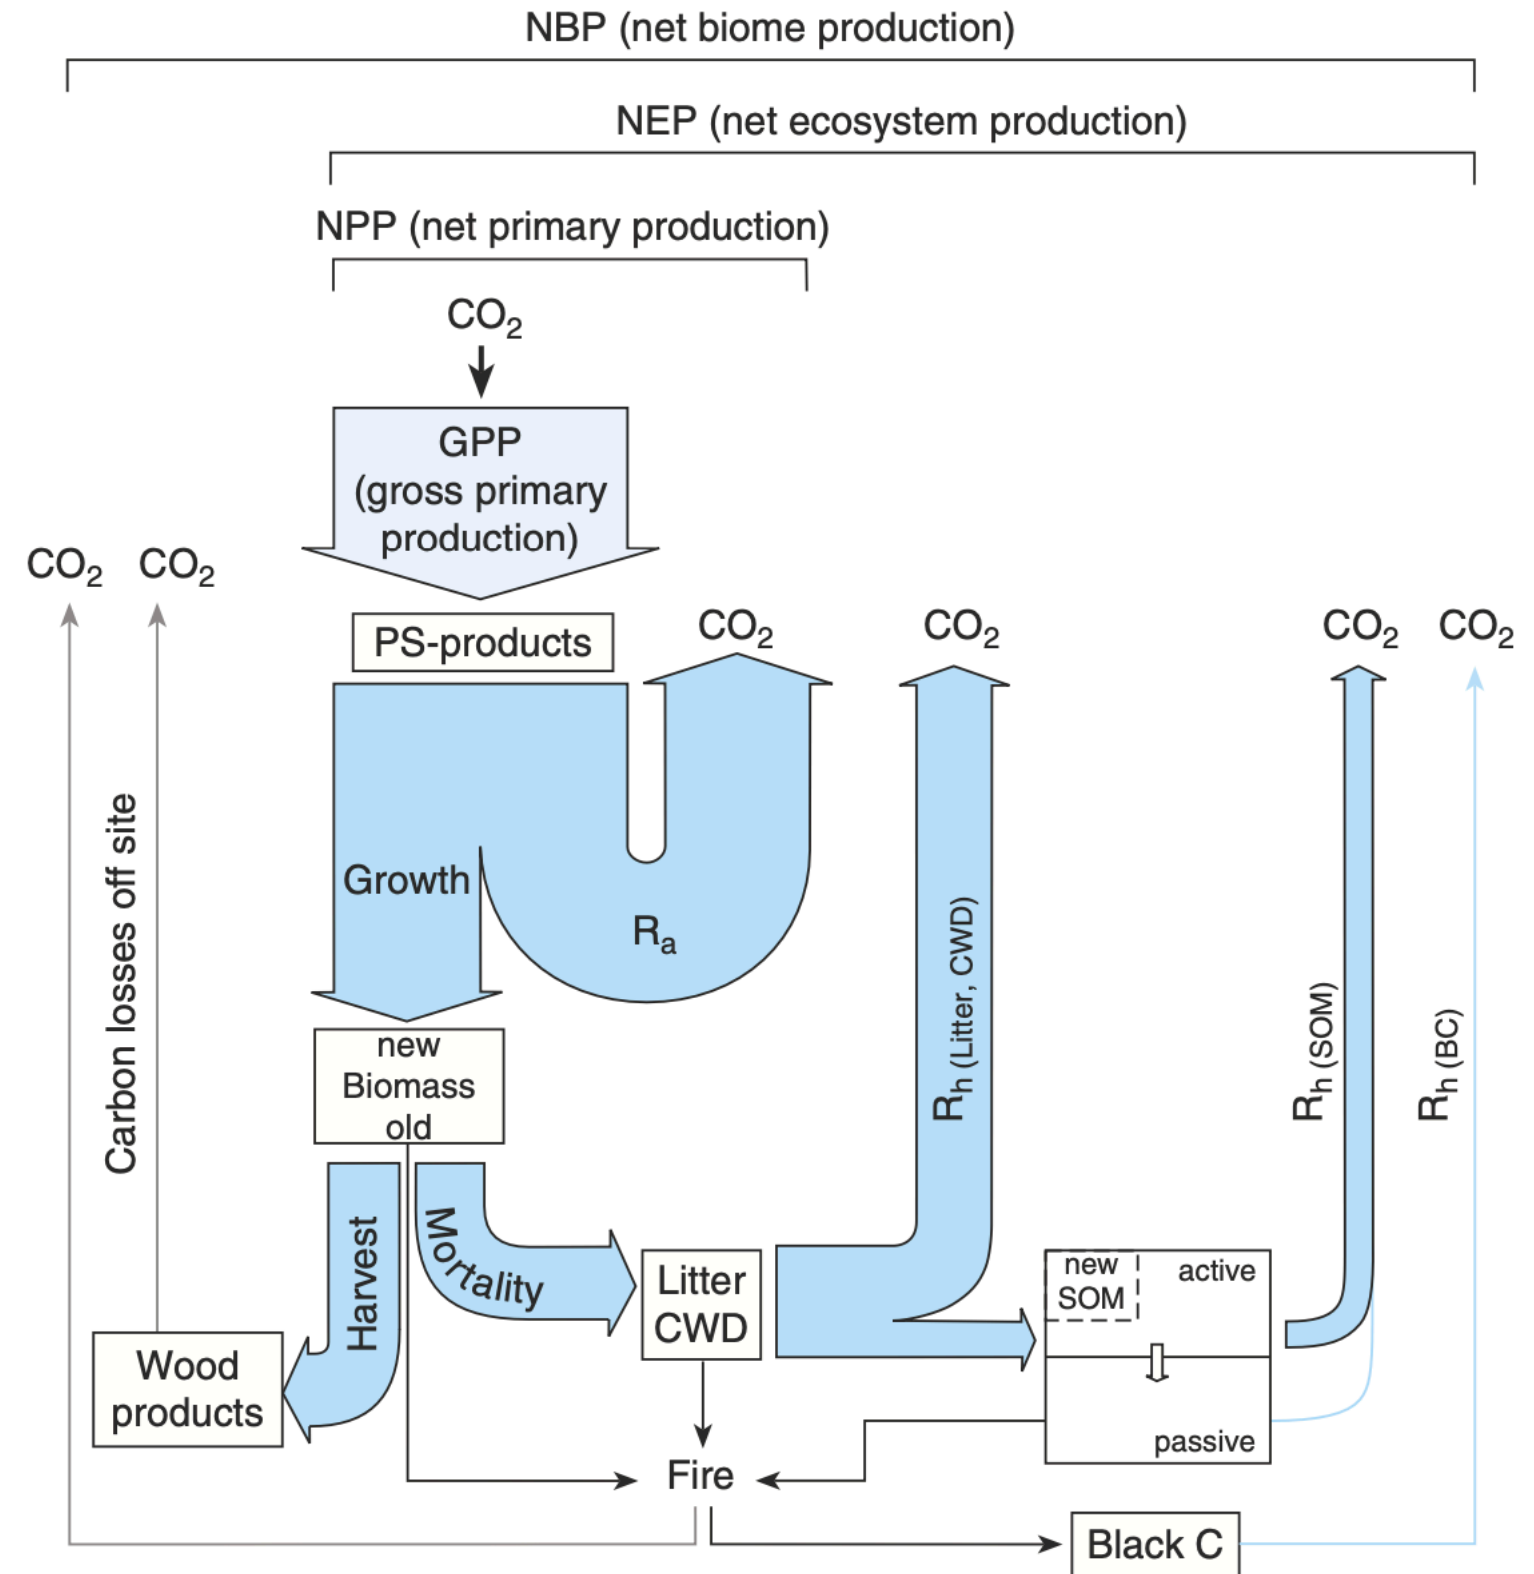 NBP (net biome production)
NEP (net ecosystem production)
NPP (net primary production)
CO₂
GPP
(gross primary
production)
CO₂
CO₂
PS-products
CO₂
CO₂
CO₂
CO₂
Carbon losses off site
Growth
Rₐ
Rₕ (Litter, CWD)
Rₕ (SOM)
Rₕ (BC)
new
Biomass
old
Harvest
Mortality
Litter
CWD
new
SOM
active
passive
Wood
products
Fire
Black C